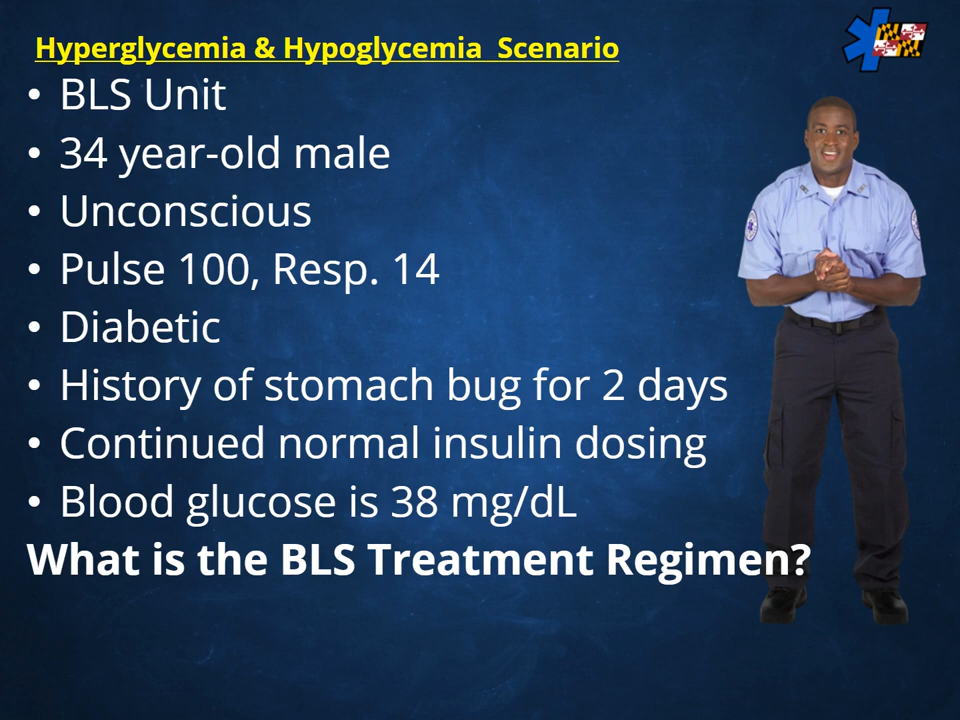 Hyperglycemia & Hypoglycemia  Scenario
• BLS Unit
• 34 year-old male
• Unconscious
• Pulse 100, Resp. 14
• Diabetic
• History of stomach bug for 2 days
• Continued normal insulin dosing
• Blood glucose is 38 mg/dL
What is the BLS Treatment Regimen?